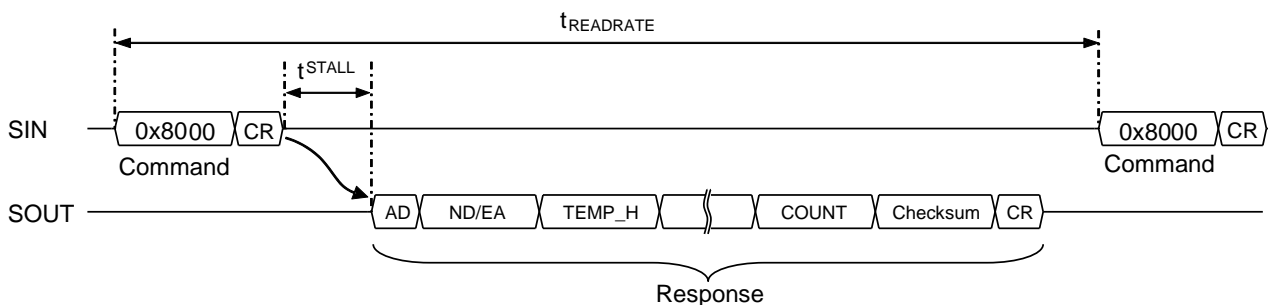 tREADRATE
tSTALL
SIN 0x8000 CR 0x8000 CR
Command Command
SOUT AD ND/EA TEMP_H COUNT Checksum CR
Response